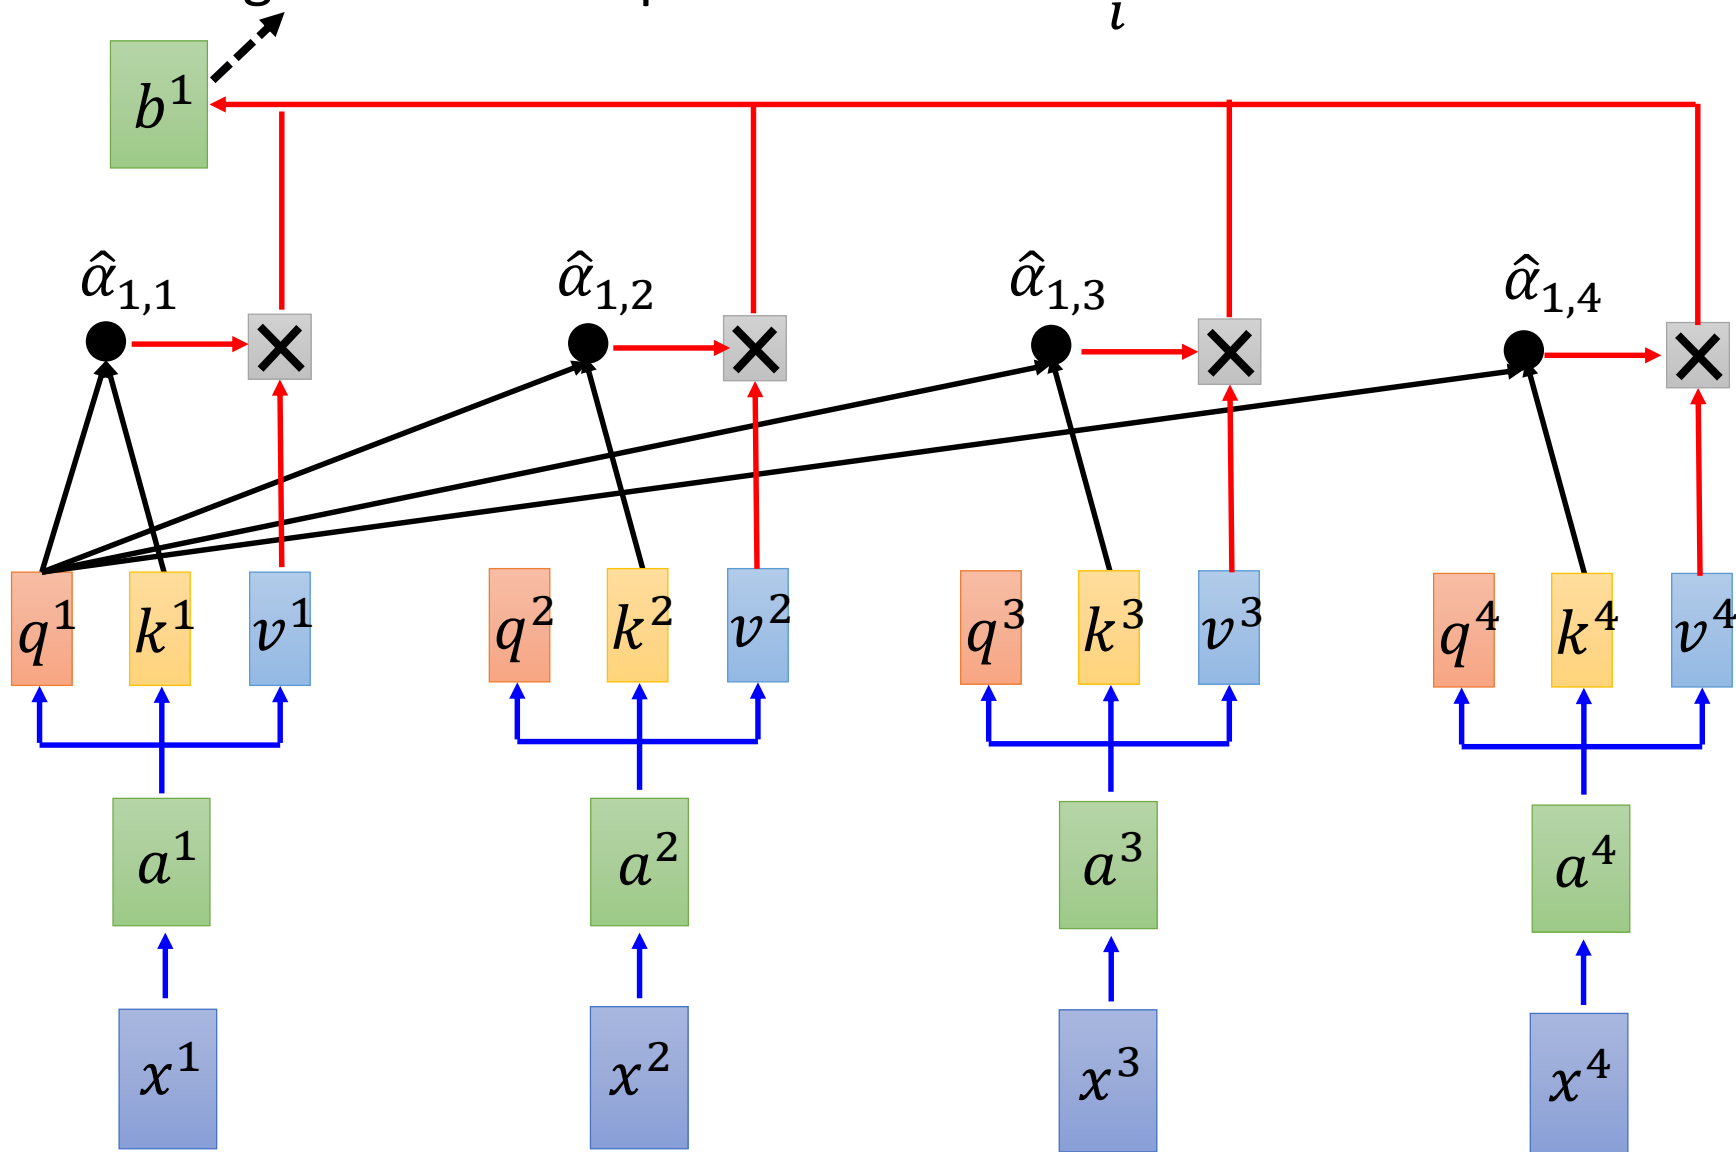 i
b¹
α̂₁,₁ α̂₁,₂ α̂₁,₃ α̂₁,₄
q¹ k¹ v¹ q² k² v² q³ k³ v³ q⁴ k⁴ v⁴
a¹ a² a³ a⁴
x¹ x² x³ x⁴